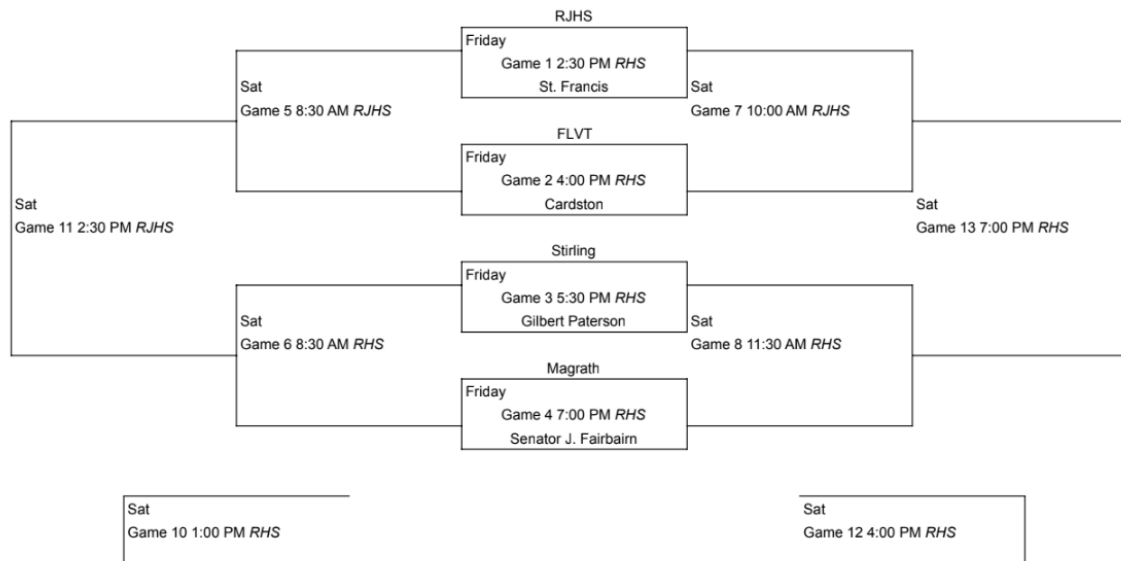 RJHS
Friday
Game 1 2:30 PM RHS
St. Francis
Sat
Game 5 8:30 AM RJHS
Sat
Game 7 10:00 AM RJHS
FLVT
Friday
Game 2 4:00 PM RHS
Cardston
Sat
Game 11 2:30 PM RJHS
Sat
Game 13 7:00 PM RHS
Stirling
Friday
Game 3 5:30 PM RHS
Gilbert Paterson
Sat
Game 6 8:30 AM RHS
Sat
Game 8 11:30 AM RHS
Magrath
Friday
Game 4 7:00 PM RHS
Senator J. Fairbairn
Sat
Game 10 1:00 PM RHS
Sat
Game 12 4:00 PM RHS